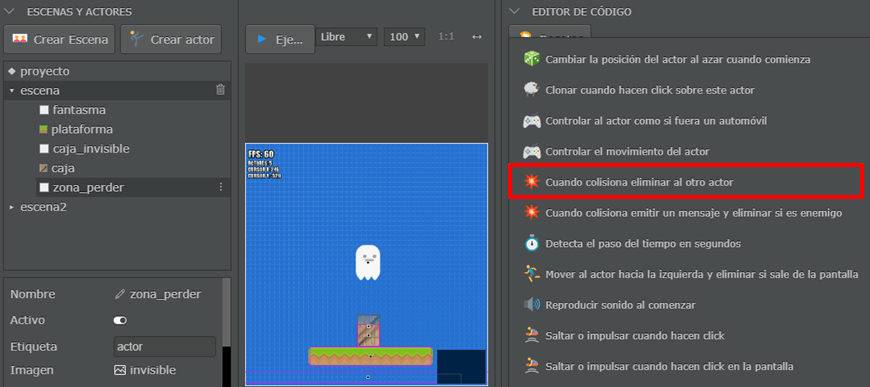 ESCENAS Y ACTORES
Crear Escena
Crear actor
proyecto
escena
fantasma
plataforma
caja_invisible
caja
zona_perder
escena2
Nombre
zona_perder
Activo
Etiqueta
actor
Imagen
invisible
Eje...
Libre
100
1:1
FPS: 60
ACTORES 5
EDITOR DE CÓDIGO
Cambiar la posición del actor al azar cuando comienza
Clonar cuando hacen click sobre este actor
Controlar al actor como si fuera un automóvil
Controlar el movimiento del actor
Cuando colisiona eliminar al otro actor
Cuando colisiona emitir un mensaje y eliminar si es enemigo
Detecta el paso del tiempo en segundos
Mover al actor hacia la izquierda y eliminar si sale de la pantalla
Reproducir sonido al comenzar
Saltar o impulsar cuando hacen click
Saltar o impulsar cuando hacen click en la pantalla